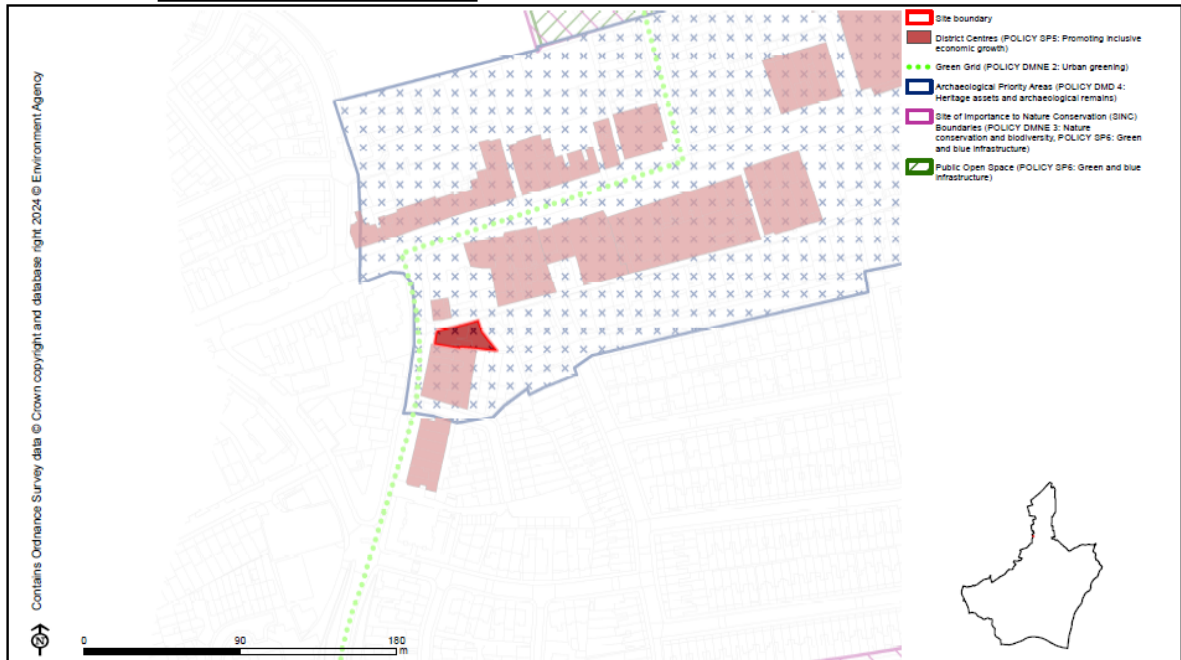 Site boundary
District Centres (POLICY SP5: Promoting inclusive
economic growth)
Green Grid (POLICY DMNE 2: Urban greening)
Archaeological Priority Areas (POLICY DMD 4:
Heritage assets and archaeological remains)
Site of Importance to Nature Conservation (SINC)
Boundaries (POLICY DMNE 3: Nature
conservation and biodiversity, POLICY SP6: Green
and blue infrastructure)
Public Open Space (POLICY SP6: Green and blue
infrastructure)
Contains Ordnance Survey data © Crown copyright and database right 2024 © Environment Agency
N
0 90 180
m